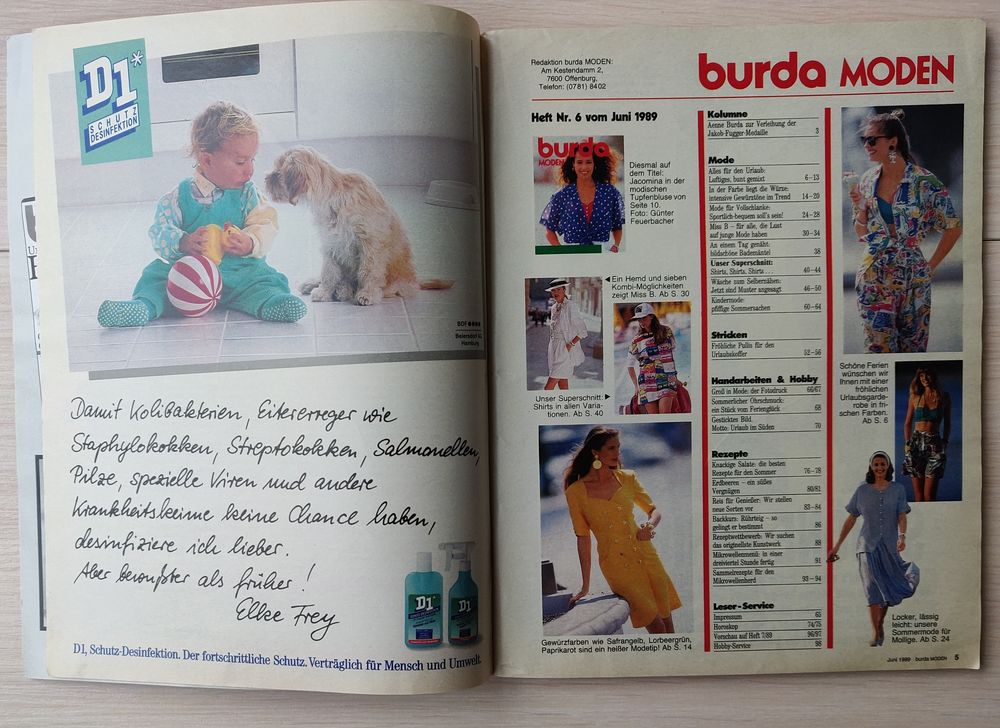 D1*
SCHUTZ
DESINFEKTION
BDF
Beiersdorf AG
Hamburg
Damit Kolibakterien, Eitererreger wie
Staphylokokken, Streptokokken, Salmonellen,
Pilze, spezielle Viren und andere
Krankheitskeime keine Chance haben,
desinfiziere ich lieber.
Aber bewußter als früher!
Elke Frey
D1
D1
D1, Schutz-Desinfektion. Der fortschrittliche Schutz. Verträglich für Mensch und Umwelt.
Redaktion burda MODEN:
Am Kestendamm 2,
7600 Offenburg,
Telefon: (0781) 8402
burda MODEN
Heft Nr. 6 vom Juni 1989
burda
MODEN
Diesmal auf
dem Titel:
Jacomina in der
modischen
Tupfenbluse von
Seite 10.
Foto: Günter
Feuerbacher
Ein Hemd und sieben
Kombi-Möglichkeiten
zeigt Miss B. Ab S. 30
Unser Superschnitt:
Shirts in allen Varia-
tionen. Ab S. 40
Gewürzfarben wie Safrangelb, Lorbeergrün,
Paprikarot sind ein heißer Modetip! Ab S. 14
Kolumne
Aenne Burda zur Verleihung der
Jakob-Fugger-Medaille 3
Mode
Alles für den Urlaub:
Luftiges, bunt gemixt 6–13
In der Farbe liegt die Würze:
intensive Gewürztöne im Trend 14–20
Mode für Vollschlanke:
Sportlich-bequem soll's sein! 24–28
Miss B – für alle, die Lust
auf junge Mode haben 30–34
An einem Tag genäht:
bildschöne Bademäntel 38
Unser Superschnitt:
Shirts, Shirts, Shirts . . . 40–44
Wäsche zum Selbernähen:
Jetzt sind Muster angesagt 46–50
Kindermode:
pfiffige Sommersachen 60–64
Stricken
Fröhliche Pullis für den
Urlaubskoffer 52–56
Handarbeiten & Hobby
Groß in Mode: der Fotodruck 66/67
Sommerlicher Ohrschmuck:
ein Stück vom Ferienglück 68
Gesticktes Bild.
Motto: Urlaub im Süden 70
Rezepte
Knackige Salate: die besten
Rezepte für den Sommer 76–78
Erdbeeren – ein süßes
Vergnügen 80/81
Reis für Genießer: Wir stellen
neue Sorten vor 83–84
Backkurs: Rührteig – so
gelingt er bestimmt 86
Rezeptwettbewerb: Wir suchen
das originellste Kunstwerk 89
Mikrowellenmenü: in einer
dreiviertel Stunde fertig 91
Sammelrezepte für den
Mikrowellenherd 93–94
Leser-Service
Impressum 65
Horoskop 74/75
Vorschau auf Heft 7/89 96/97
Hobby-Service 98
Schöne Ferien
wünschen wir
Ihnen mit einer
fröhlichen
Urlaubsgarde-
robe in fri-
schen Farben.
Ab S. 6
Locker, lässig
leicht: unsere
Sommermode für
Mollige. Ab S. 24
Juni 1989 · burda MODEN 5